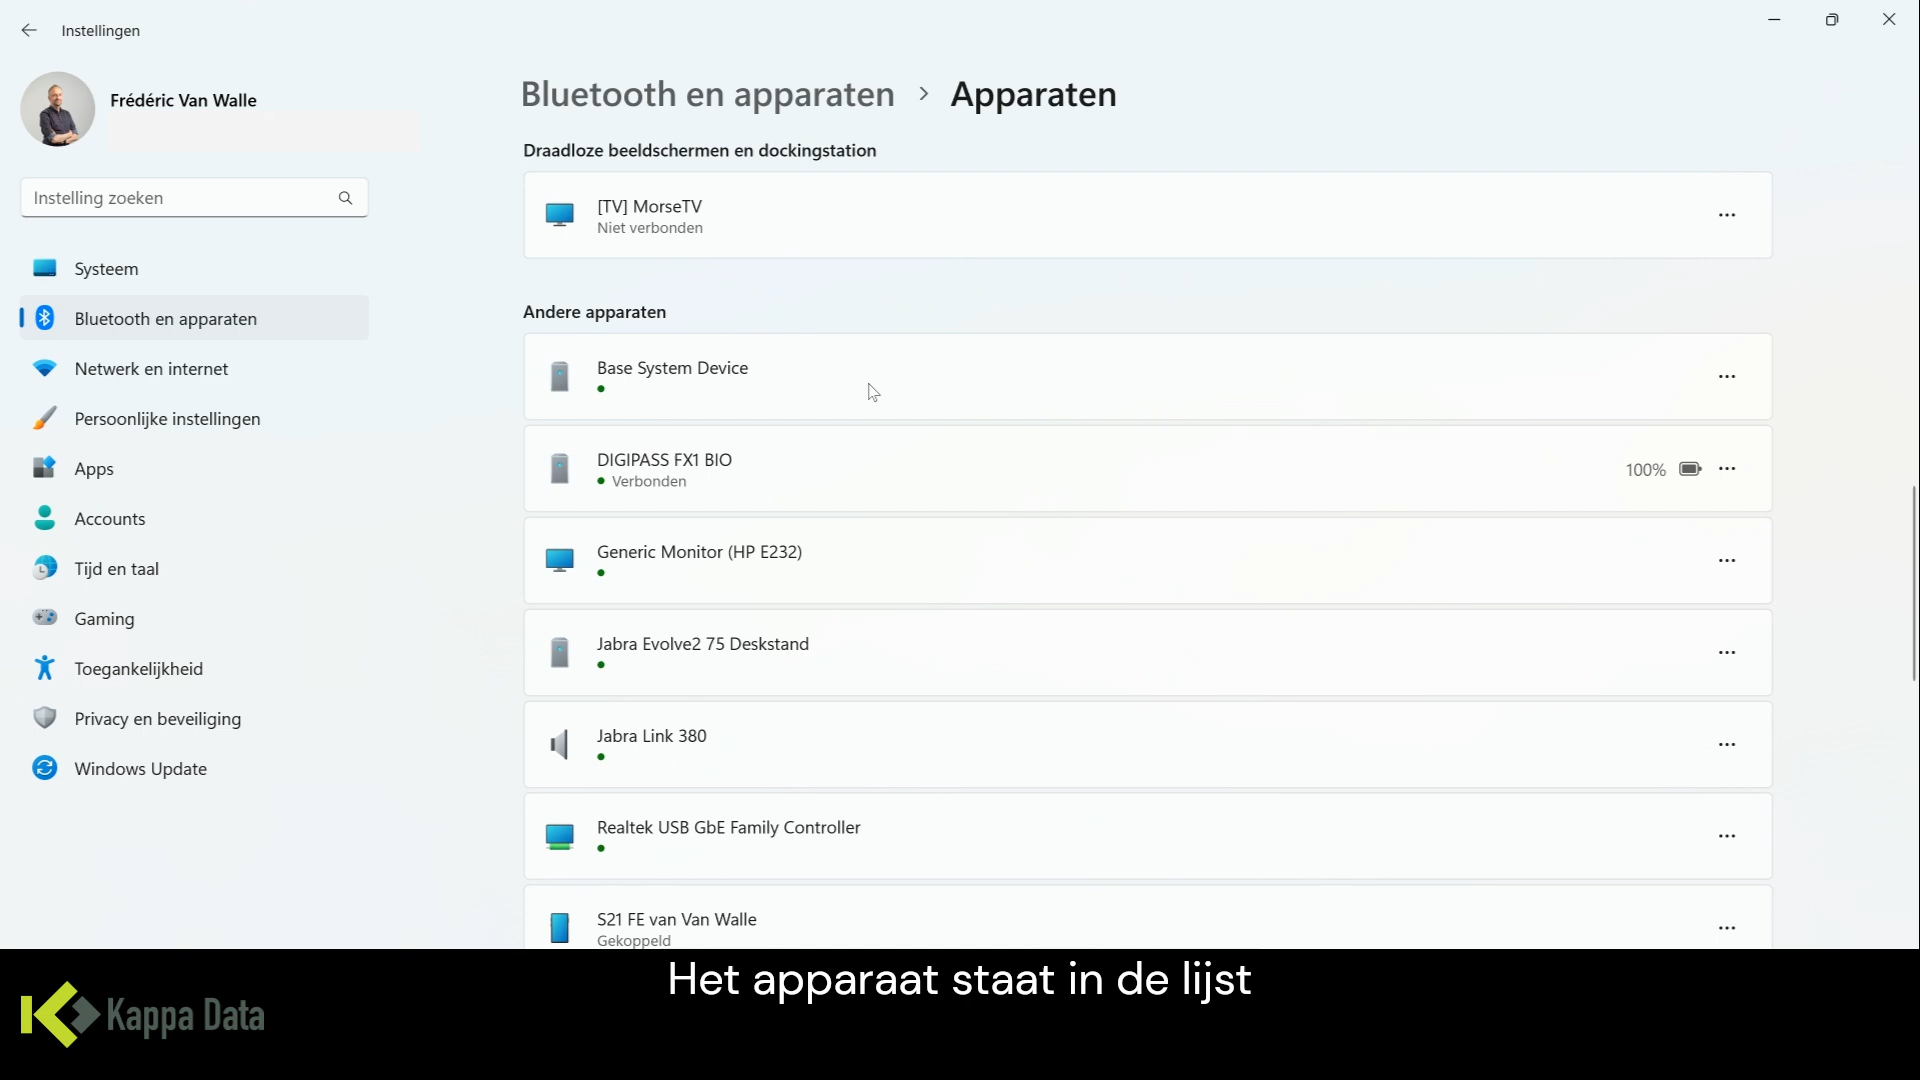 Instellingen
Frédéric Van Walle
Instelling zoeken
Systeem
Bluetooth en apparaten
Netwerk en internet
Persoonlijke instellingen
Apps
Accounts
Tijd en taal
Gaming
Toegankelijkheid
Privacy en beveiliging
Windows Update
Bluetooth en apparaten > Apparaten
Draadloze beeldschermen en dockingstation
[TV] MorseTV
Niet verbonden
Andere apparaten
Base System Device
DIGIPASS FX1 BIO
Verbonden
100%
Generic Monitor (HP E232)
Jabra Evolve2 75 Deskstand
Jabra Link 380
Realtek USB GbE Family Controller
S21 FE van Van Walle
Gekoppeld
Het apparaat staat in de lijst
Kappa Data